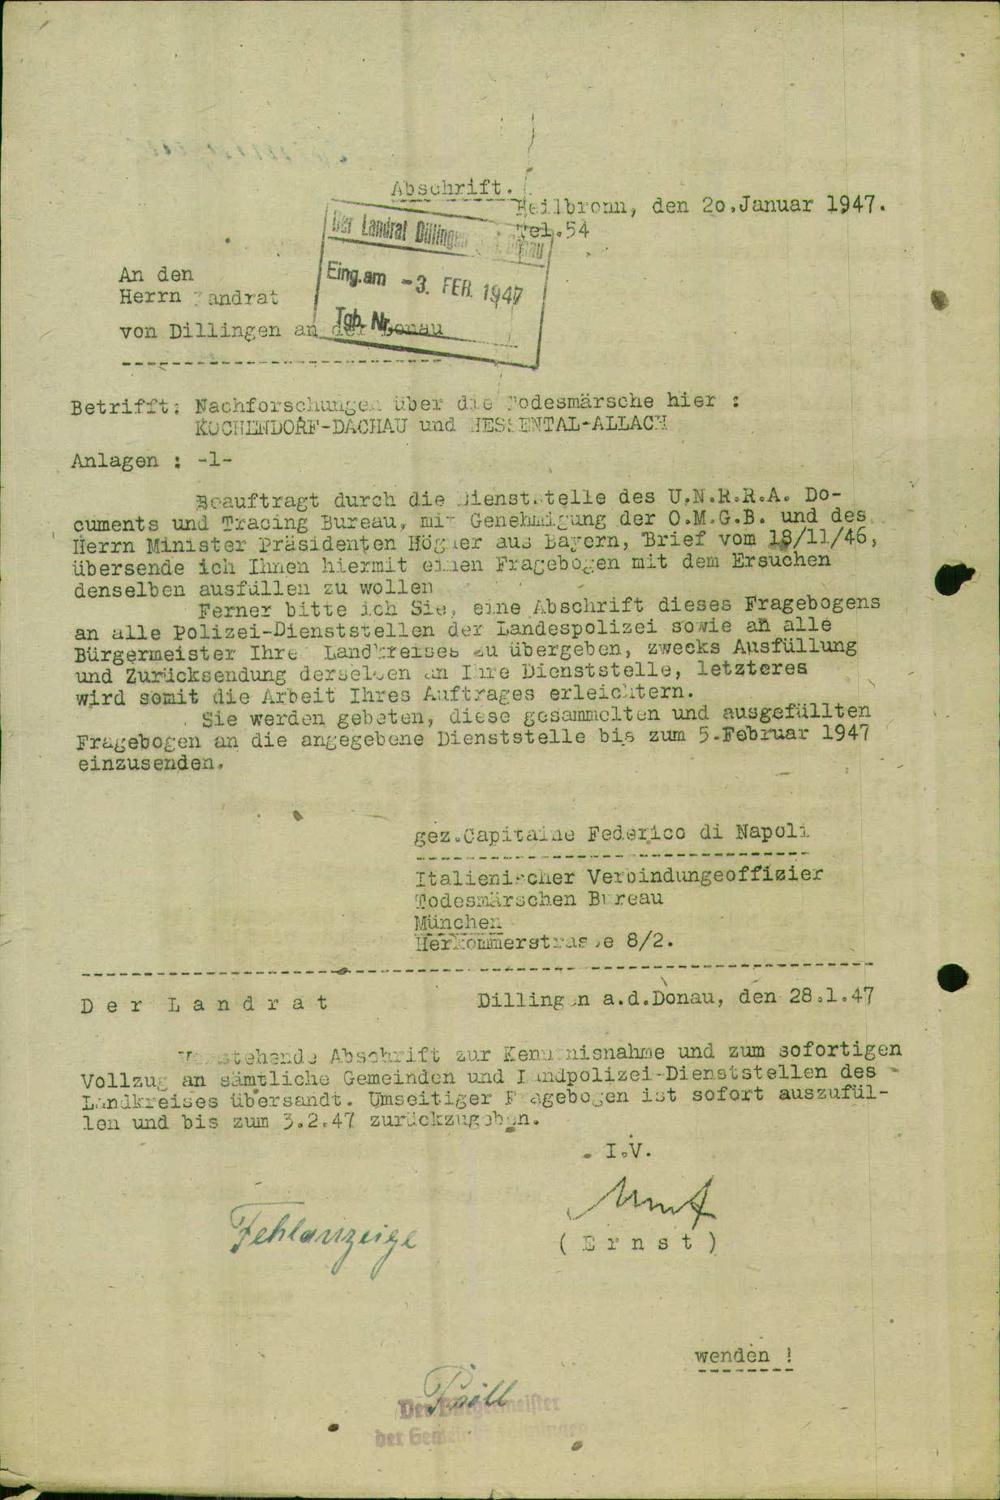 Abschrift.
Heilbronn, den 20.Januar 1947.
Tel.54
Der Landrat Dillingen Donau
Eing.am -3. FEB. 1947
Tgb. Nr.
An den
Herrn Landrat
von Dillingen an der Donau
Betrifft: Nachforschungen über die Todesmärsche hier :
KOCHENDORF-DACHAU und HESSENTAL-ALLACH
Anlagen : -1-
Beauftragt durch die Dienststelle des U.N.R.R.A. Do-
cuments und Tracing Bureau, mit Genehmigung der O.M.G.B. und des
Herrn Minister Präsidenten Högner aus Bayern, Brief vom 18/11/46,
übersende ich Ihnen hiermit einen Fragebogen mit dem Ersuchen
denselben ausfüllen zu wollen
Ferner bitte ich Sie, eine Abschrift dieses Fragebogens
an alle Polizei-Dienststellen der Landespolizei sowie an alle
Bürgermeister Ihres Landkreises zu übergeben, zwecks Ausfüllung
und Zurücksendung derselben an Ihre Dienststelle, letzteres
wird somit die Arbeit Ihres Auftrages erleichtern.
Sie werden gebeten, diese gesammelten und ausgefüllten
Fragebogen an die angegebene Dienststelle bis zum 5.Februar 1947
einzusenden.
gez.Capitaine Federico di Napoli
Italienischer Verbindungeoffizier
Todesmärschen Bureau
München
Herkommerstrasse 8/2.
Der Landrat
Dillingen a.d.Donau, den 28.1.47
Vorstehende Abschrift zur Kenntnisnahme und zum sofortigen
Vollzug an sämtliche Gemeinden und Landpolizei-Dienststellen des
Landkreises übersandt. Umseitiger Fragebogen ist sofort auszufül-
len und bis zum 3.2.47 zurückzugeben.
I.V.
(Ernst)
Fehlanzeige
wenden !
Der Bürgermeister
der Gemeinde